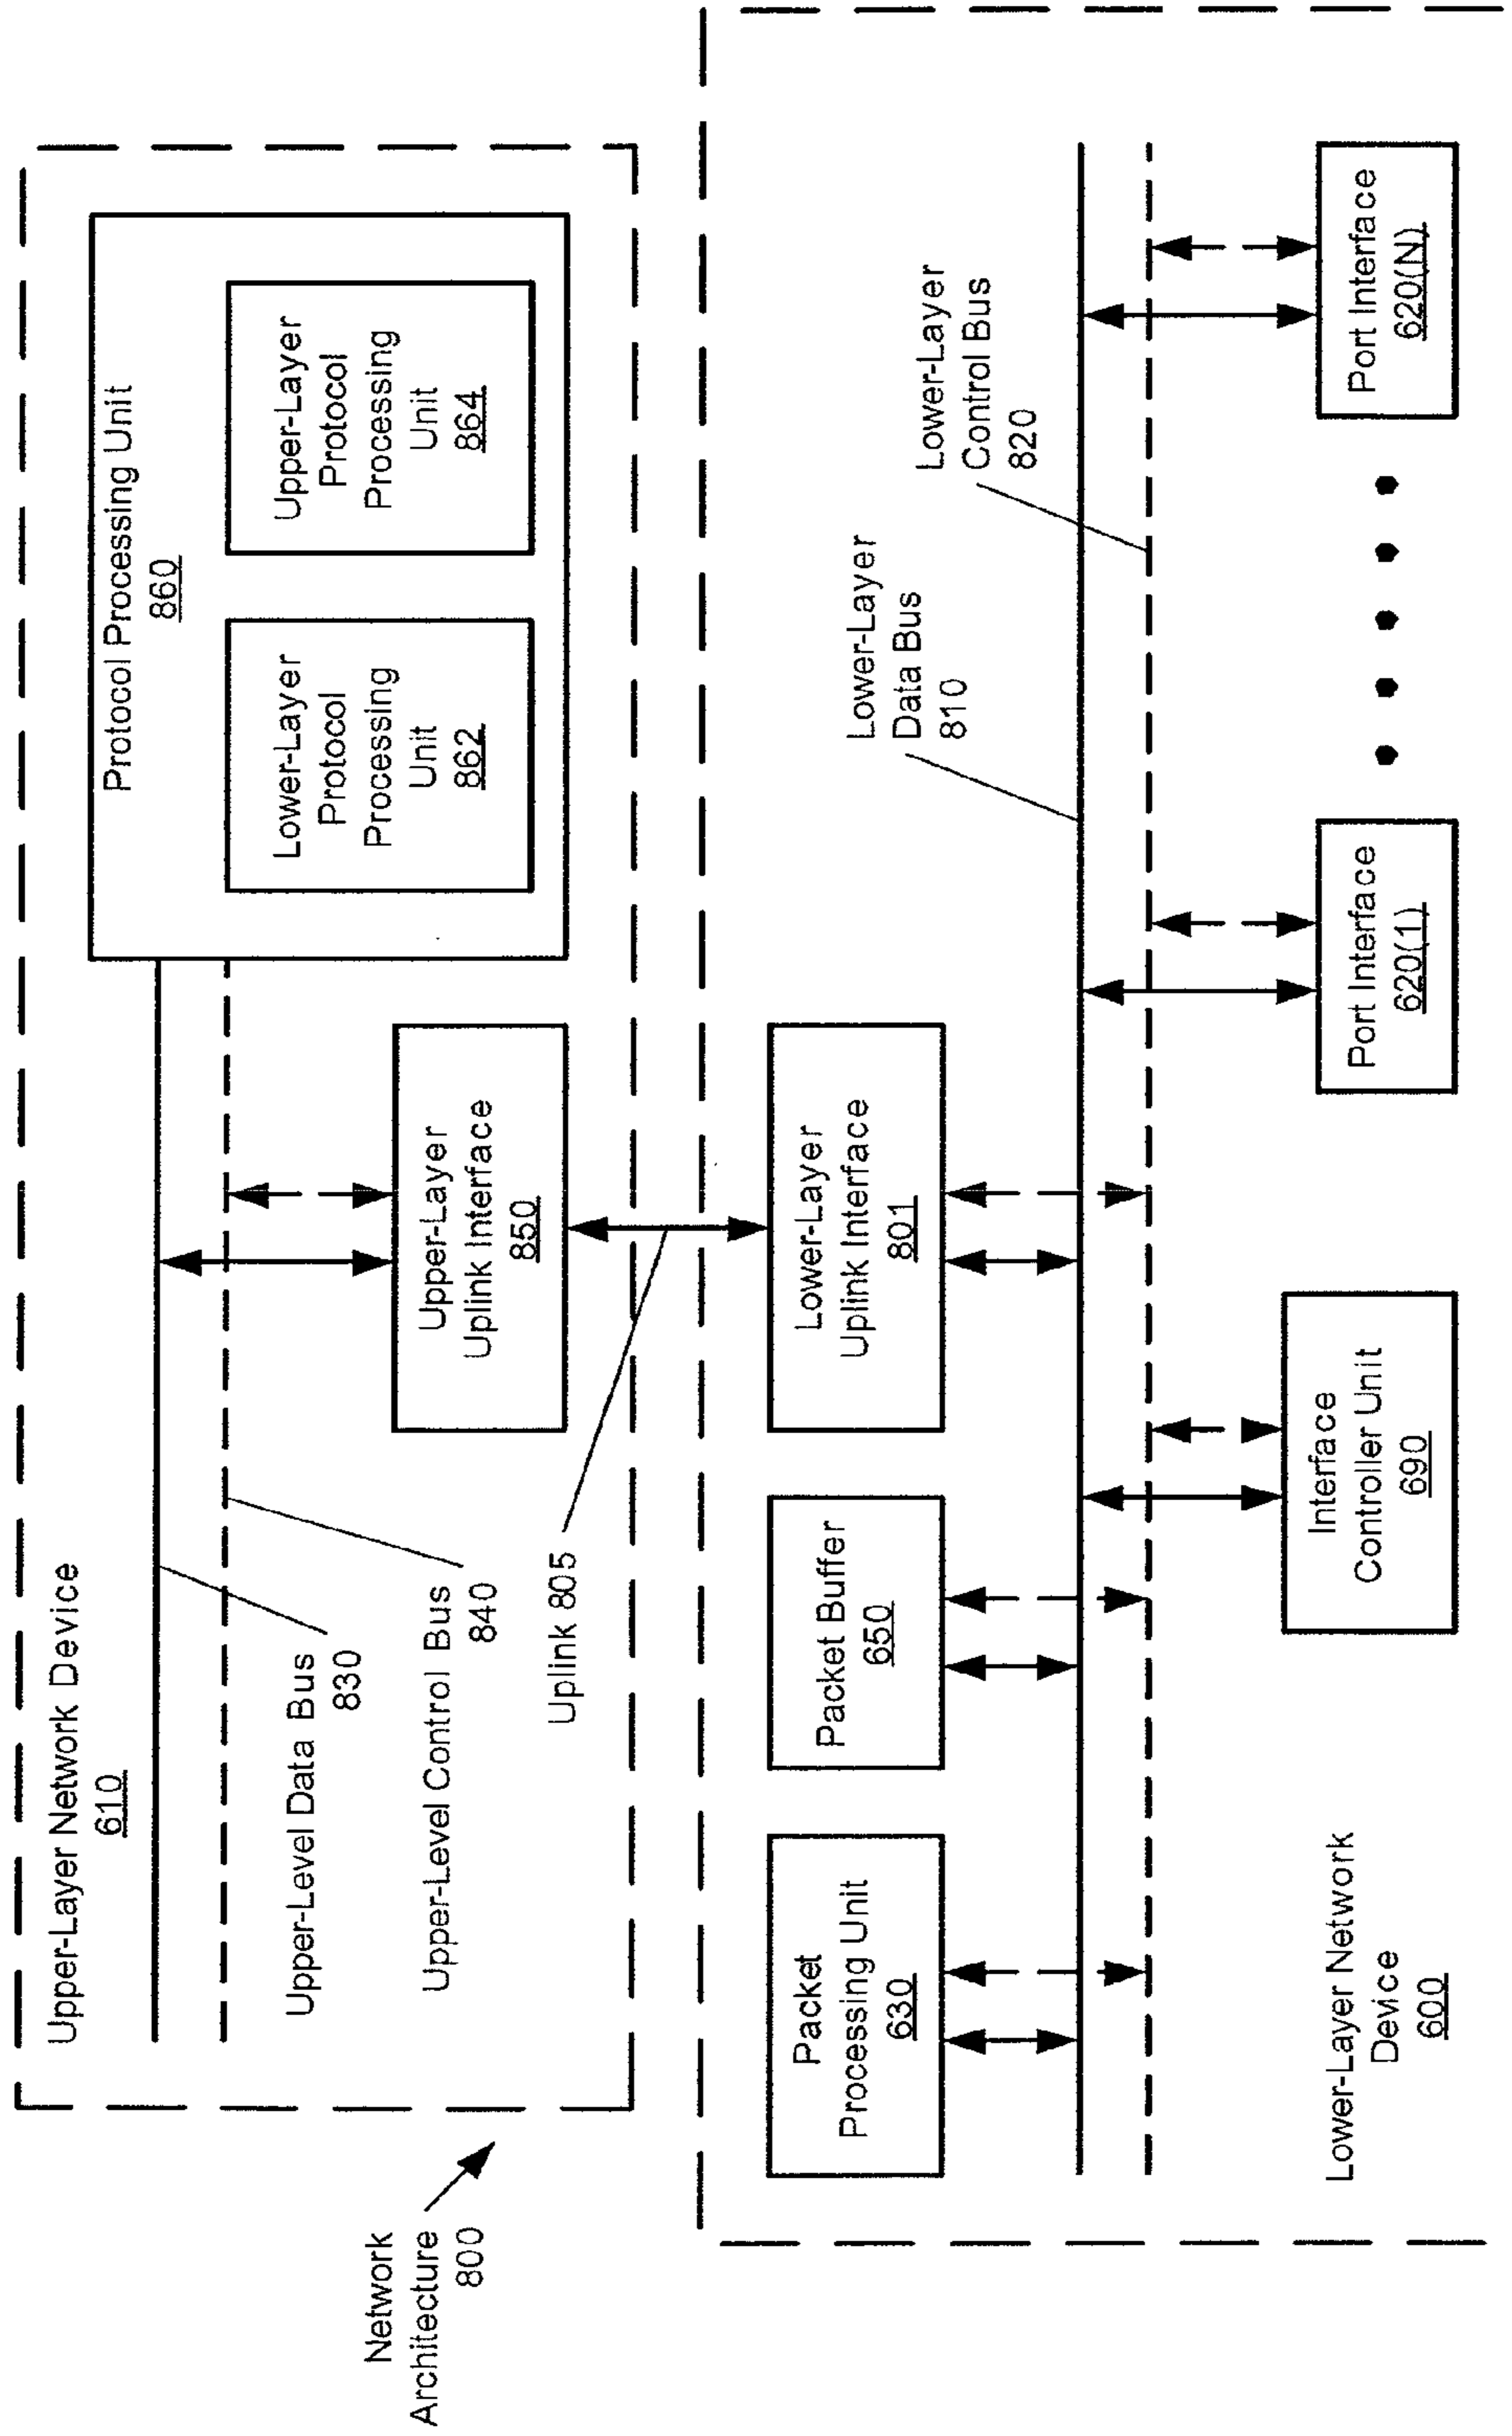 Upper-Layer Network Device
610
Protocol Processing Unit
860
Lower-Layer
Protocol
Processing
Unit
862
Upper-Layer
Protocol
Processing
Unit
864
Upper-Level Data Bus
830
Upper-Level Control Bus
840
Upper-Layer
Uplink Interface
850
Network
Architecture
800
Uplink 805
Packet
Processing Unit
630
Packet Buffer
650
Lower-Layer
Uplink Interface
801
Lower-Layer
Data Bus
810
Lower-Layer
Control Bus
820
Lower-Layer Network
Device
600
Interface
Controller Unit
690
Port Interface
620(1)
Port Interface
620(N)